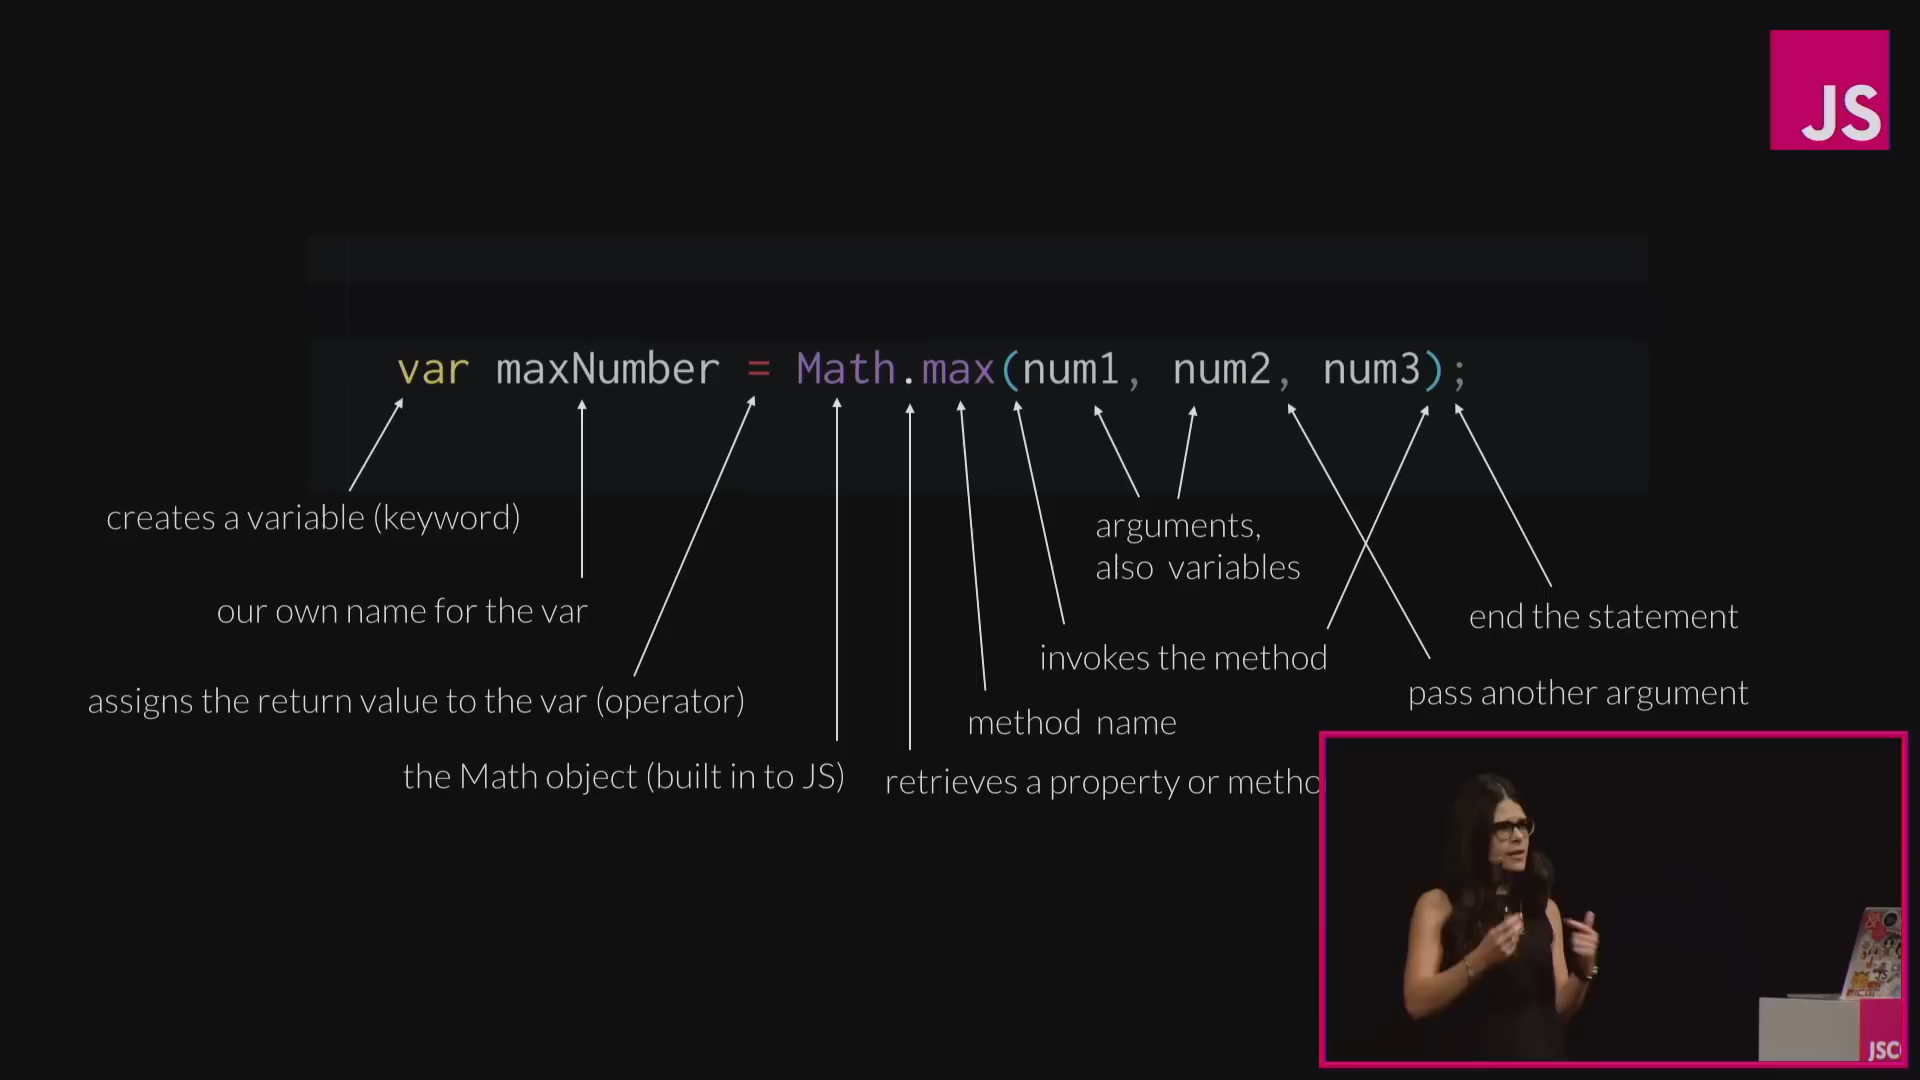 JS
var maxNumber = Math.max(num1, num2, num3);
creates a variable (keyword)
our own name for the var
assigns the return value to the var (operator)
the Math object (built in to JS)
retrieves a property or metho
method name
invokes the method
arguments,
also variables
end the statement
pass another argument
JS
JSC